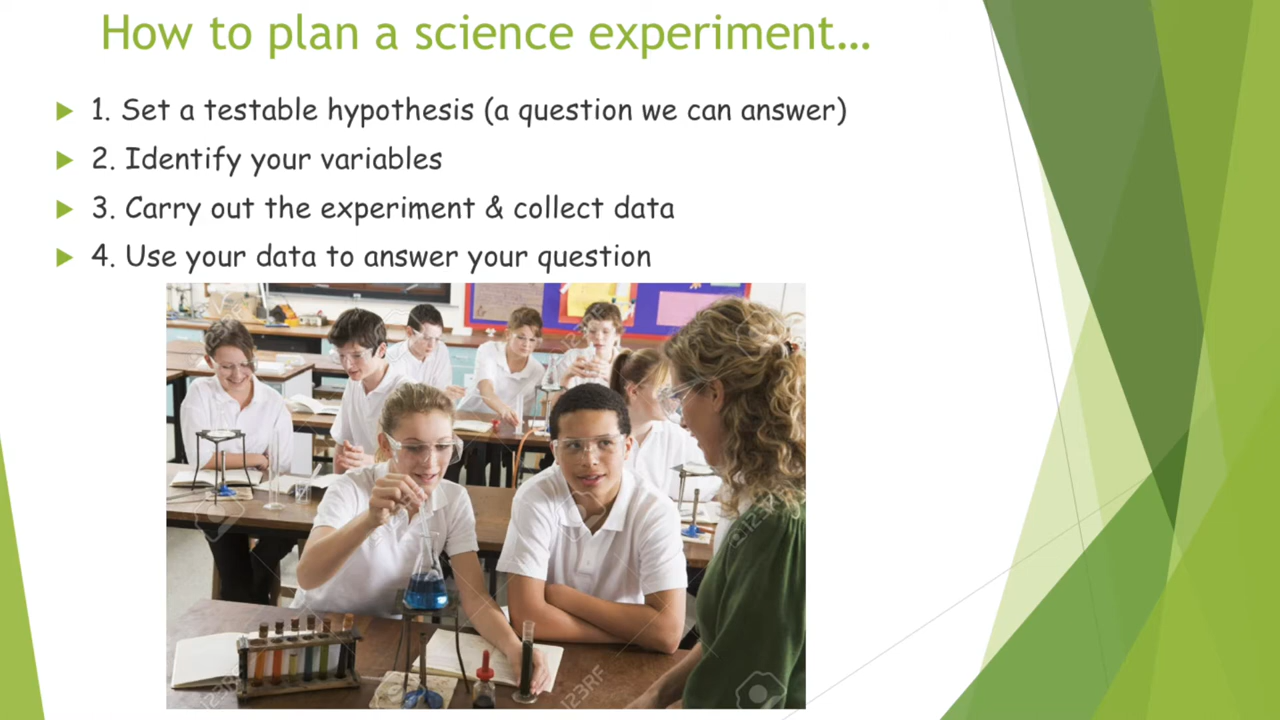 How to plan a science experiment...
1. Set a testable hypothesis (a question we can answer)
2. Identify your variables
3. Carry out the experiment & collect data
4. Use your data to answer your question
123RF